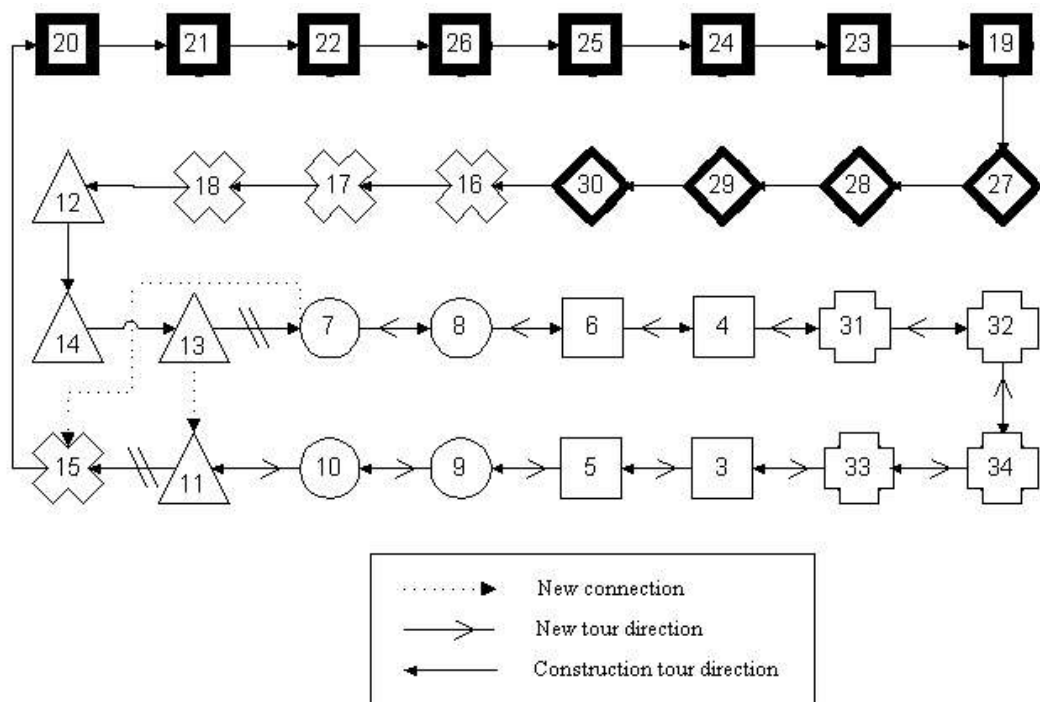 20 21 22 26 25 24 23 19
12 18 17 16 30 29 28 27
14 13 7 8 6 4 31 32
15 11 10 9 5 3 33 34
New connection
New tour direction
Construction tour direction